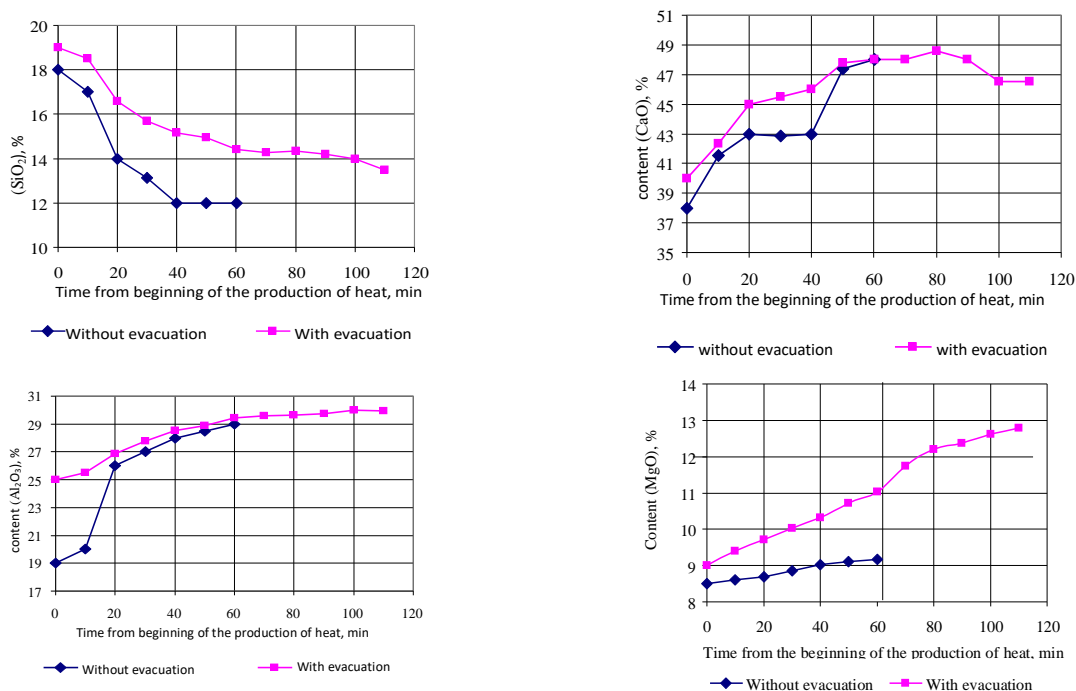 20
18
16
14
12
10
(SiO₂), %
0 20 40 60 80 100 120
Time from beginning of the production of heat, min
Without evacuation With evacuation
51
49
47
45
43
41
39
37
35
content (CaO), %
0 20 40 60 80 100 120
Time from the beginning of the production of heat, min
without evacuation with evacuation
31
29
27
25
23
21
19
17
content (Al₂O₃), %
0 20 40 60 80 100 120
Time from beginning of the production of heat, min
Without evacuation With evacuation
14
13
12
11
10
9
8
Content (MgO), %
0 20 40 60 80 100 120
Time from the beginning of the production of heat, min
Without evacuation With evacuation